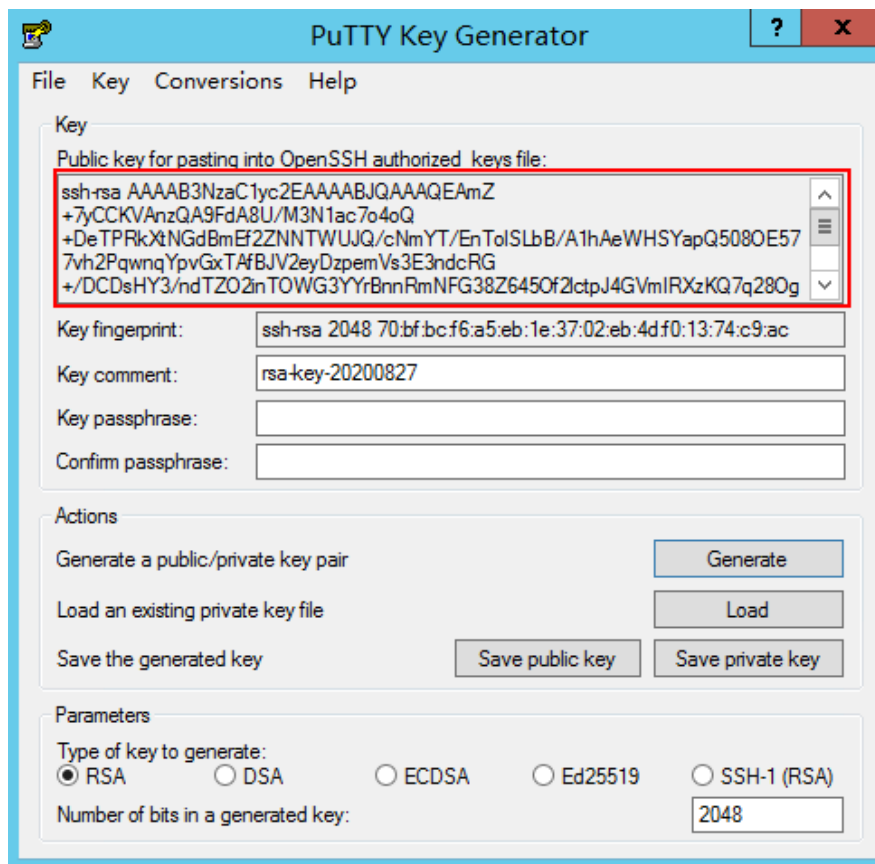 PuTTY Key Generator
? x
File Key Conversions Help
Key
Public key for pasting into OpenSSH authorized_keys file:
ssh-rsa AAAAB3NzaC1yc2EAAAABJQAAAQEAmZ
+7yCCKVAnzQA9FdA8U/M3N1ac7o4oQ
+DeTPRkXtNGdBmEf2ZNNTWUJQ/cNmYT/EnToISLbB/A1hAeWHSYapQ508OE57
7vh2PqwnqYpvGxTAfBJV2eyDzpemVs3E3ndcRG
+/DCDsHY3/ndTZO2inTOWG3YYrBnnRmNFG38Z645Of2lctpJ4GVmIRXzKQ7q28Og
Key fingerprint: ssh-rsa 2048 70:bf:bc:f6:a5:eb:1e:37:02:eb:4d:f0:13:74:c9:ac
Key comment: rsa-key-20200827
Key passphrase:
Confirm passphrase:
Actions
Generate a public/private key pair Generate
Load an existing private key file Load
Save the generated key Save public key Save private key
Parameters
Type of key to generate:
RSA DSA ECDSA Ed25519 SSH-1 (RSA)
Number of bits in a generated key: 2048